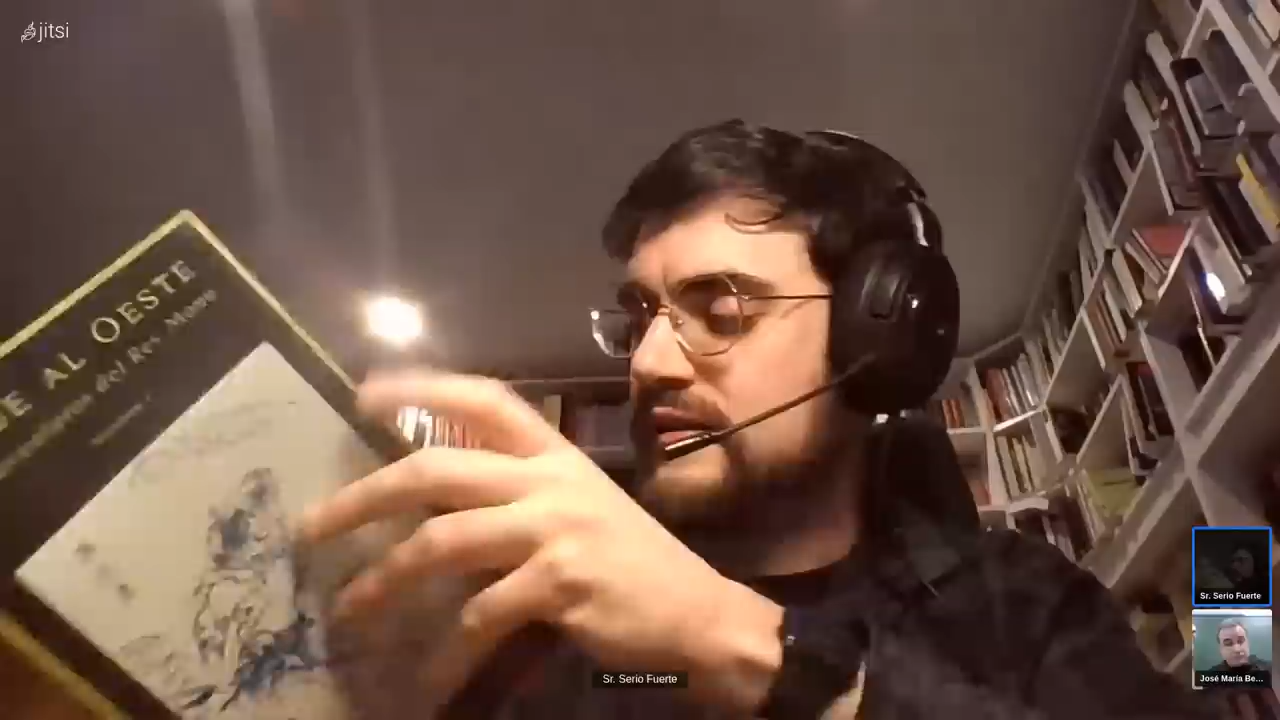 jitsi
AL OESTE
del Rey Mono
Sr. Serio Fuerte
Sr. Serio Fuerte
José María Be...